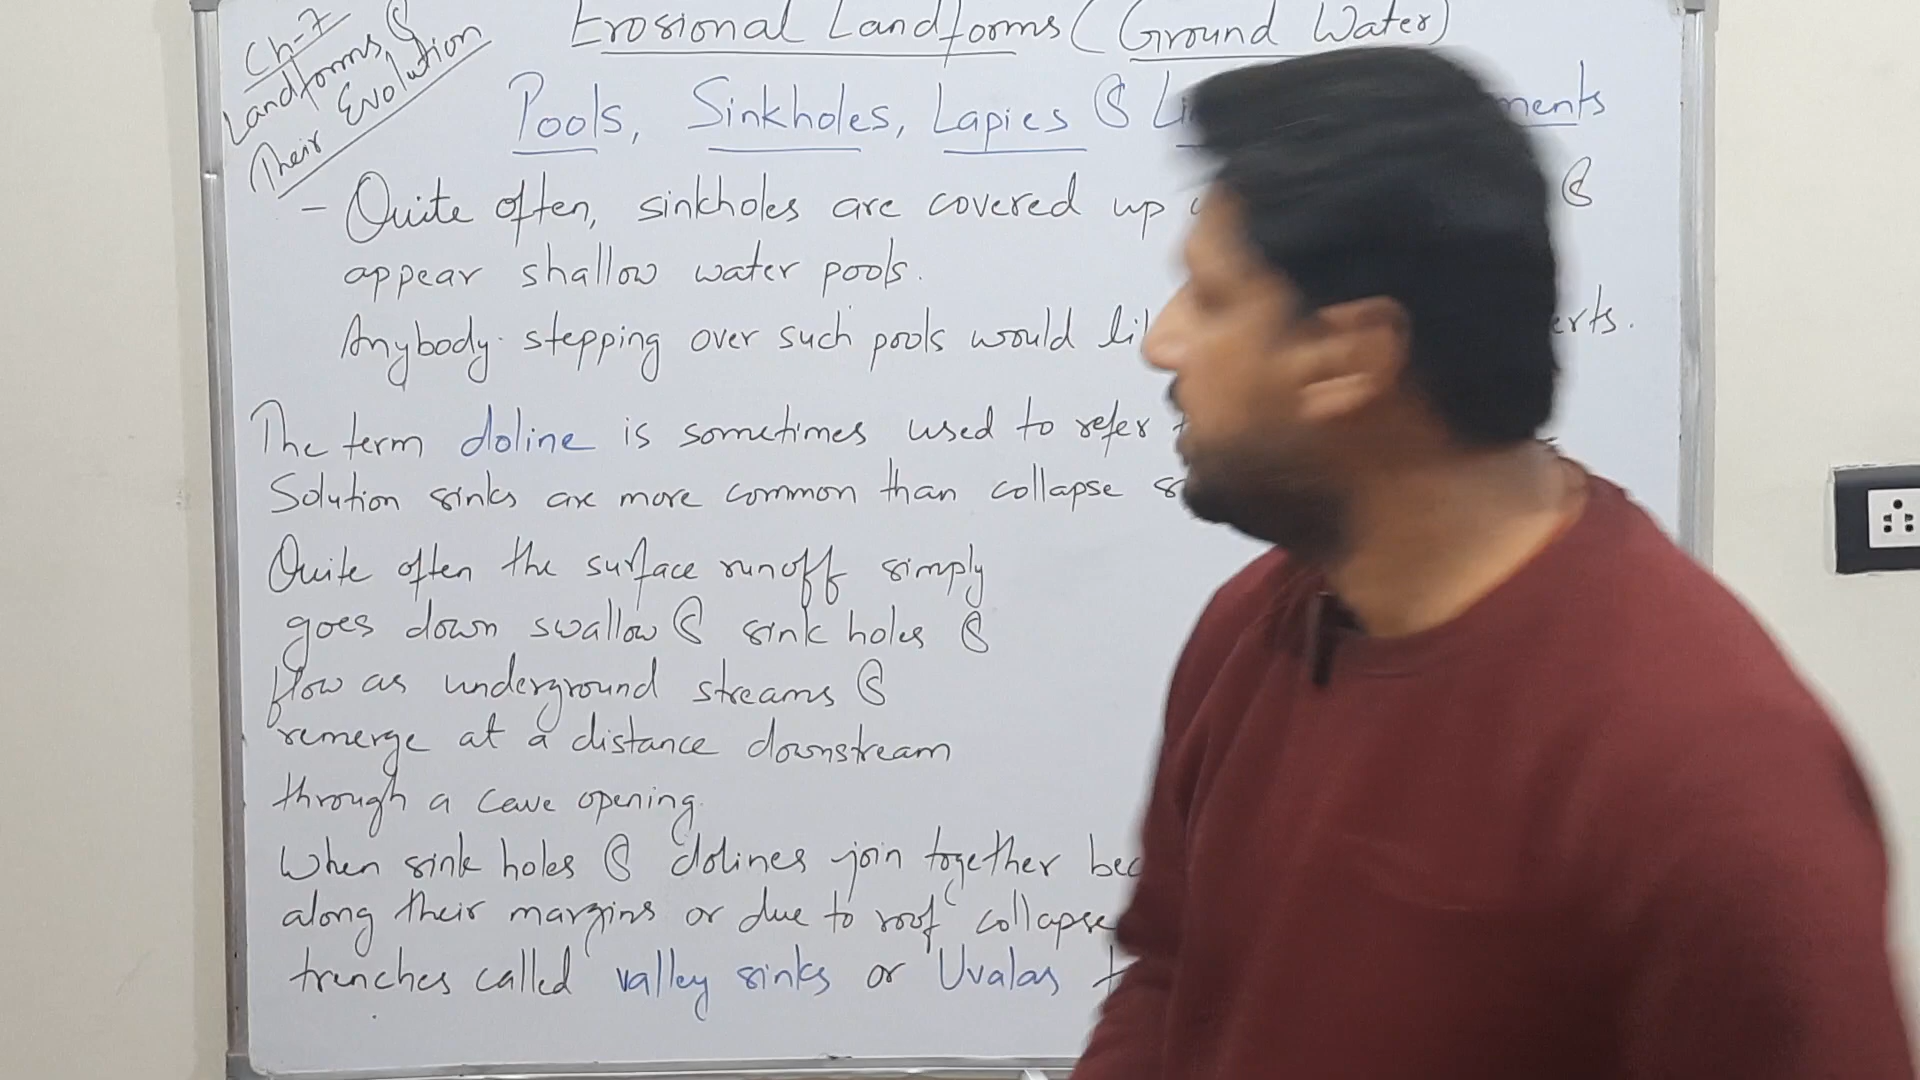 Ch-7
Landforms &
Their Evolution
Erosional Landforms (Ground Water)
Pools, Sinkholes, Lapies &
- Quite often, sinkholes are covered up &
appear shallow water pools.
Anybody stepping over such pools would
The term doline is sometimes used to refer
Solution sinks are more common than collapse
Quite often the surface runoff simply
goes down swallow & sink holes &
flow as underground streams &
remerge at a distance downstream
through a cave opening.
When sink holes & dolines join together
along their margins or due to roof collapse
trenches called valley sinks or Uvalas